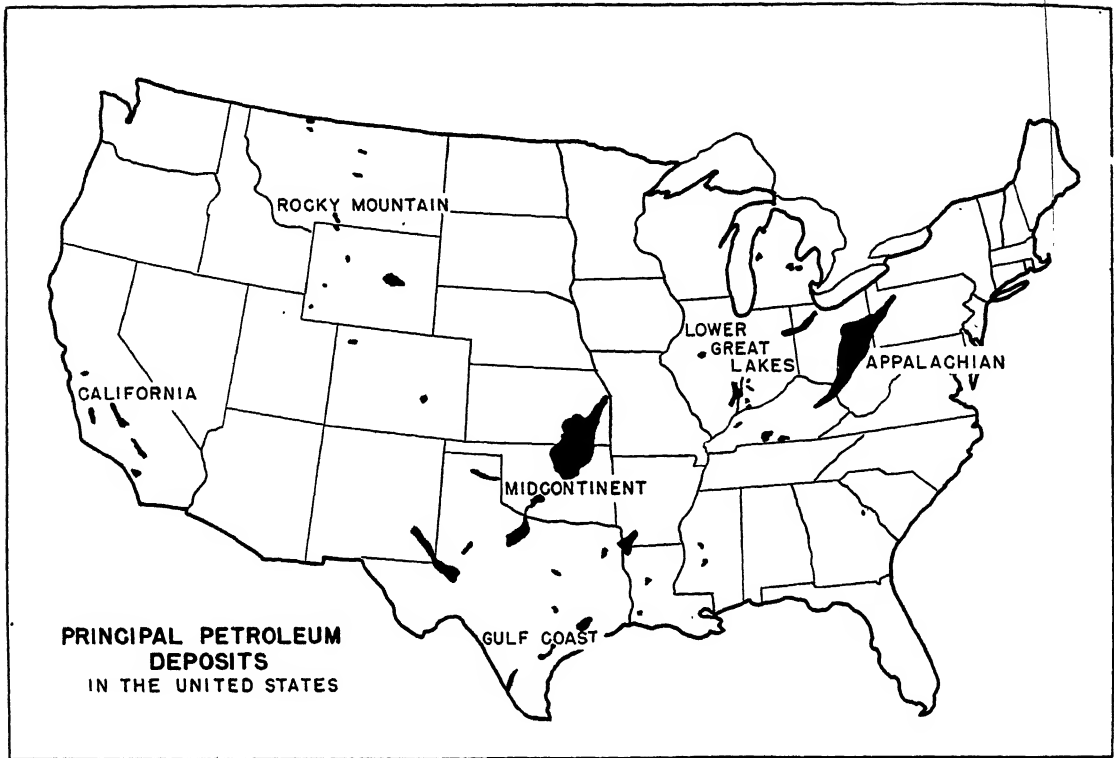 ROCKY MOUNTAIN
LOWER
GREAT
LAKES
APPALACHIAN
CALIFORNIA
MIDCONTINENT
GULF COAST
PRINCIPAL PETROLEUM
DEPOSITS
IN THE UNITED STATES